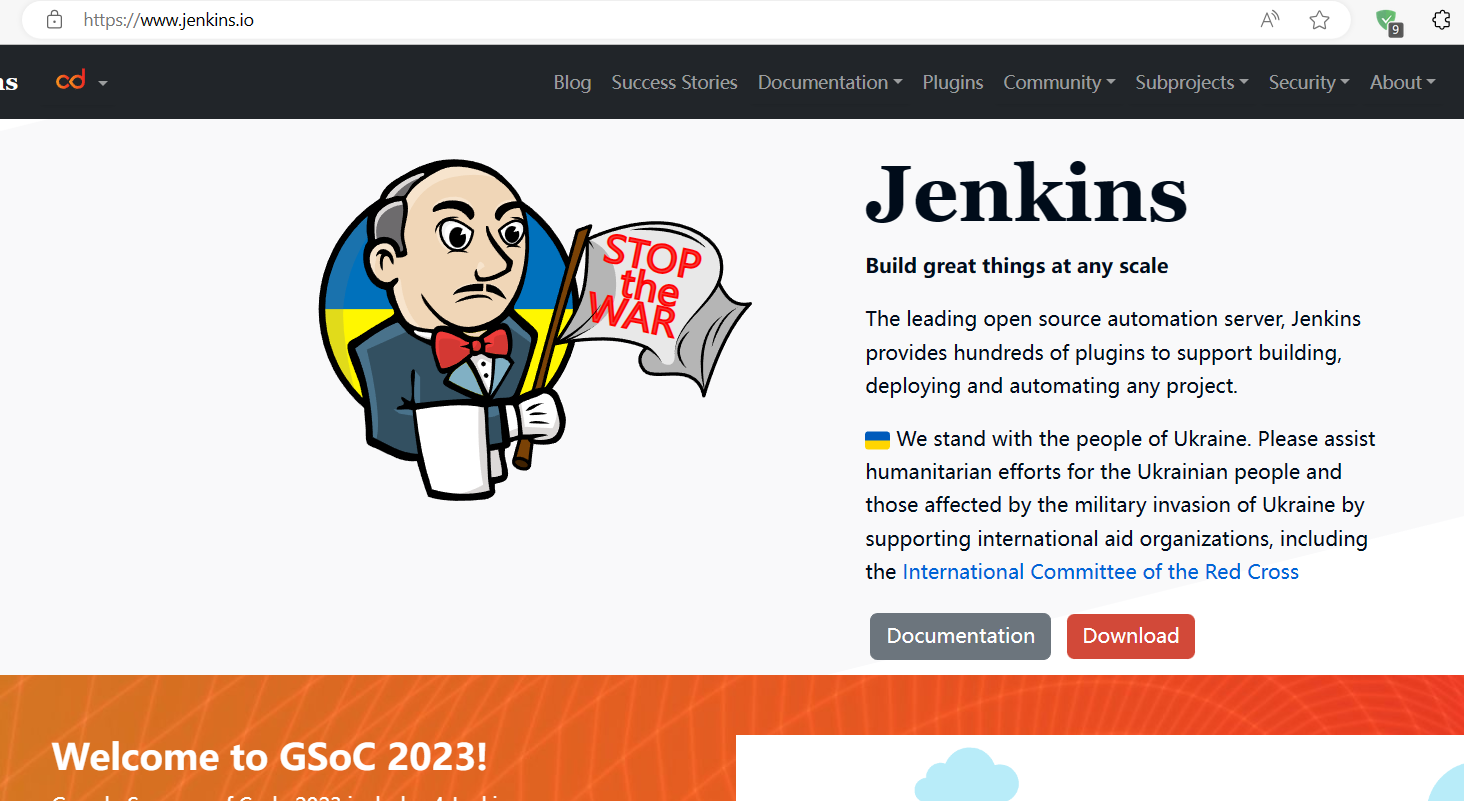 https://www.jenkins.io
9
cd
Blog Success Stories Documentation Plugins Community Subprojects Security About
STOP
the
WAR
Jenkins
Build great things at any scale
The leading open source automation server, Jenkins
provides hundreds of plugins to support building,
deploying and automating any project.
We stand with the people of Ukraine. Please assist
humanitarian efforts for the Ukrainian people and
those affected by the military invasion of Ukraine by
supporting international aid organizations, including
the International Committee of the Red Cross
Documentation Download
Welcome to GSoC 2023!